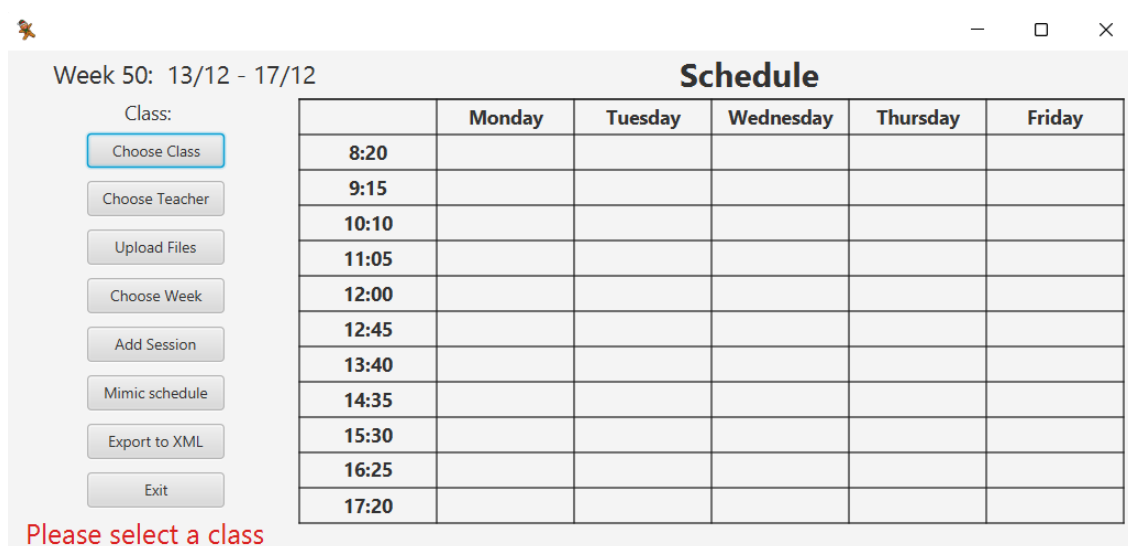 Week 50: 13/12 - 17/12
Schedule
Class:
Choose Class
Choose Teacher
Upload Files
Choose Week
Add Session
Mimic schedule
Export to XML
Exit
Please select a class
Monday Tuesday Wednesday Thursday Friday
8:20
9:15
10:10
11:05
12:00
12:45
13:40
14:35
15:30
16:25
17:20